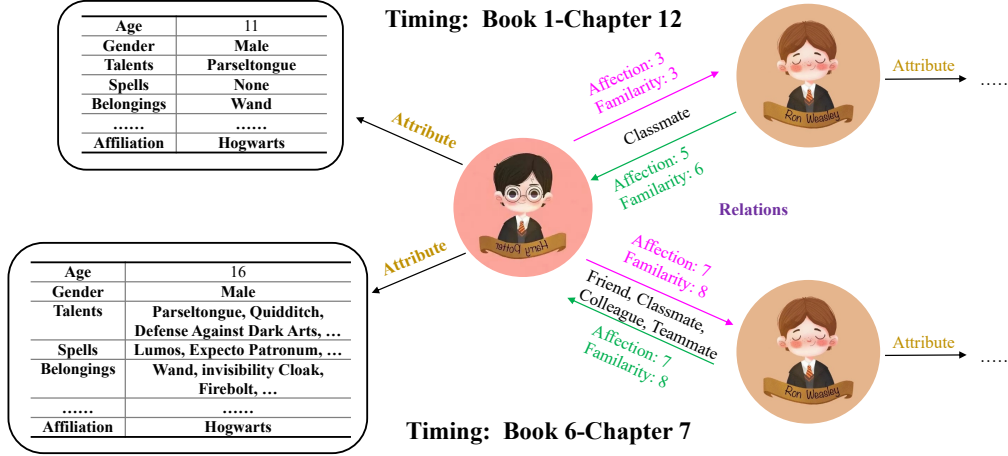 Timing: Book 1-Chapter 12
Age 11
Gender Male
Talents Parseltongue
Spells None
Belongings Wand
...... ......
Affiliation Hogwarts
Attribute
Affection: 3
Familarity: 3
Classmate
Affection: 5
Familarity: 6
Ron Weasley
Attribute
......
Harry Potter
Relations
Attribute
Age 16
Gender Male
Talents Parseltongue, Quidditch,
Defense Against Dark Arts, ...
Spells Lumos, Expecto Patronum, ...
Belongings Wand, invisibility Cloak,
Firebolt, ...
...... ......
Affiliation Hogwarts
Affection: 7
Familarity: 8
Friend, Classmate,
Colleague, Teammate
Affection: 7
Familarity: 8
Ron Weasley
Attribute
......
Timing: Book 6-Chapter 7